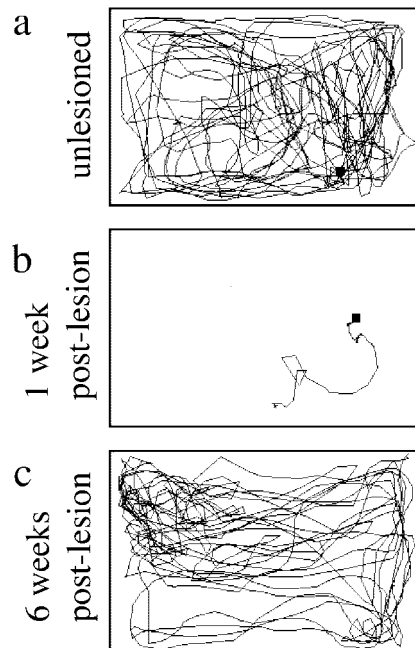 a
unlesioned
b
1 week
post-lesion
c
6 weeks
post-lesion